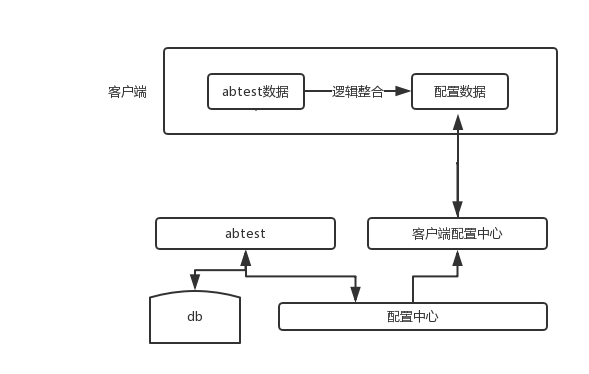 客户端
abtest数据
逻辑整合
配置数据
abtest
客户端配置中心
db
配置中心